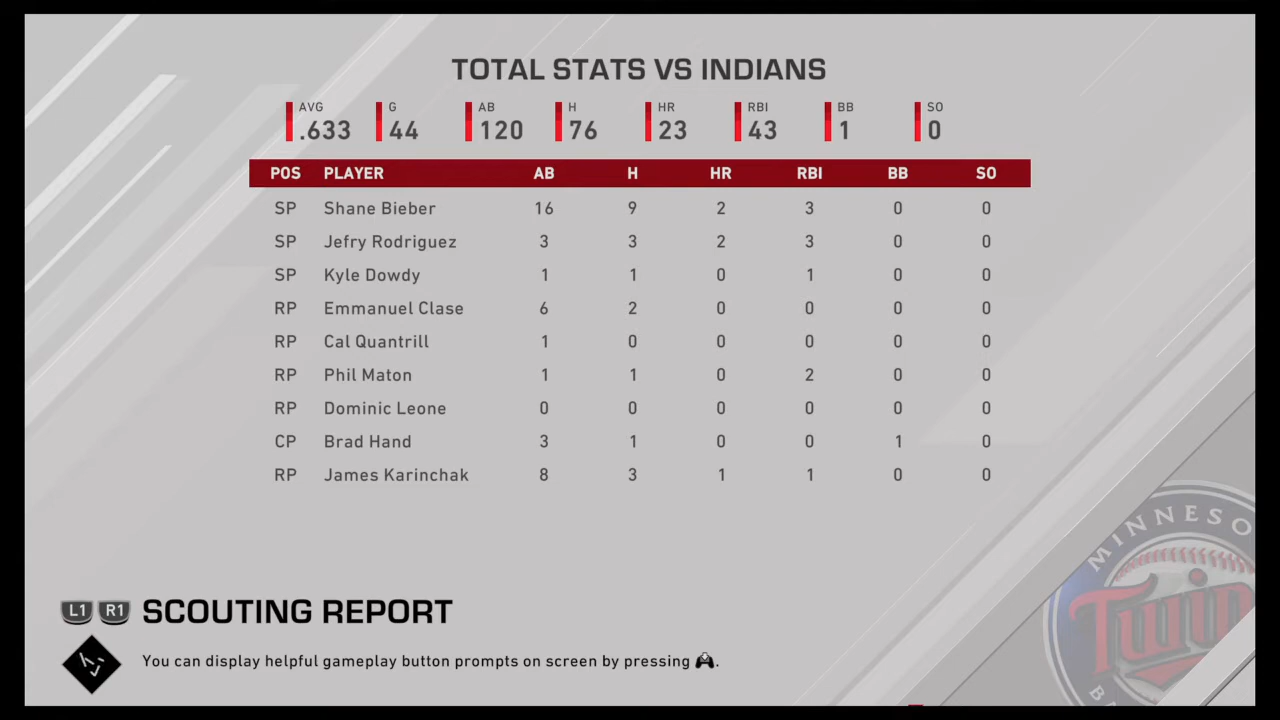 TOTAL STATS VS INDIANS
AVG G AB H HR RBI BB SO
.633 44 120 76 23 43 1 0
POS PLAYER AB H HR RBI BB SO
SP Shane Bieber 16 9 2 3 0 0
SP Jefry Rodriguez 3 3 2 3 0 0
SP Kyle Dowdy 1 1 0 1 0 0
RP Emmanuel Clase 6 2 0 0 0 0
RP Cal Quantrill 1 0 0 0 0 0
RP Phil Maton 1 1 0 2 0 0
RP Dominic Leone 0 0 0 0 0 0
CP Brad Hand 3 1 0 0 1 0
RP James Karinchak 8 3 1 1 0 0
MINNESO
Twin
BA
L1 R1 SCOUTING REPORT
You can display helpful gameplay button prompts on screen by pressing .